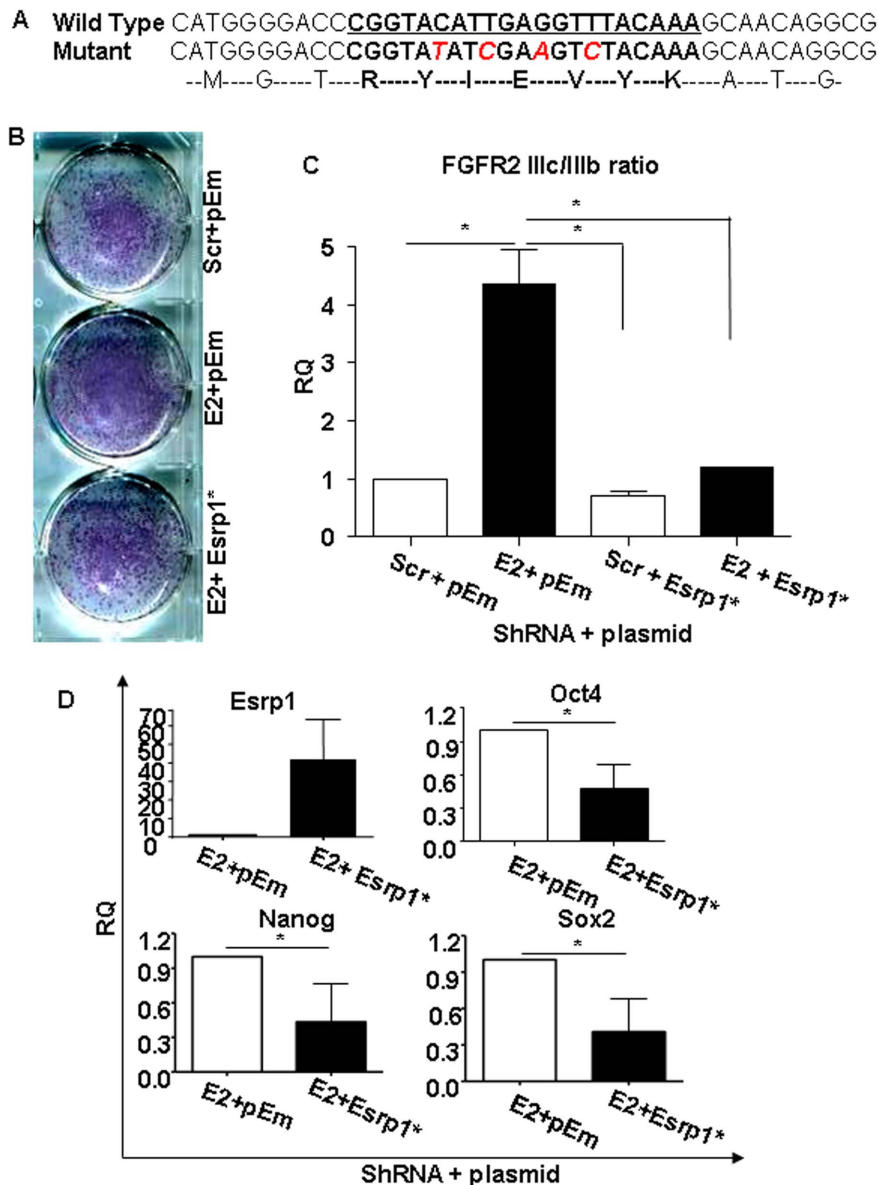 A
Wild Type CATGGGGACCCGGTACATTGAGGTTTACAAAGCAACAGGCG
Mutant CATGGGGACCCGGTATATCGAAGTCTACAAAGCAACAGGCG
--M----G----T----R-----Y----I----E-----V----Y----K-----A----T----G-
B
Scr+pEm
E2+pEm
E2+ Esrp1*
C
FGFR2 IIIc/IIIb ratio
*
*
*
RQ
5
4
3
2
1
0
Scr+pEm
E2+pEm
Scr+Esrp1*
E2+Esrp1*
ShRNA + plasmid
D
RQ
Esrp1
70
60
50
40
30
20
10
0
E2+pEm
E2+ Esrp1*
Oct4
*
1.2
0.9
0.6
0.3
0.0
E2+pEm
E2+Esrp1*
Nanog
*
1.2
0.9
0.6
0.3
0.0
E2+pEm
E2+Esrp1*
Sox2
*
1.2
0.9
0.6
0.3
0.0
E2+pEm
E2+Esrp1*
ShRNA + plasmid